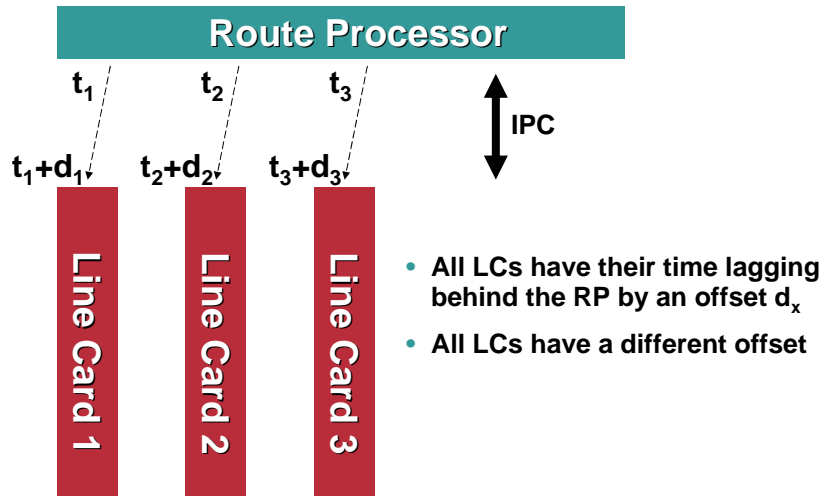 Route Processor
t₁ t₂ t₃
IPC
t₁+d₁ t₂+d₂ t₃+d₃
Line Card 1
Line Card 2
Line Card 3
• All LCs have their time lagging
behind the RP by an offset dₓ
• All LCs have a different offset